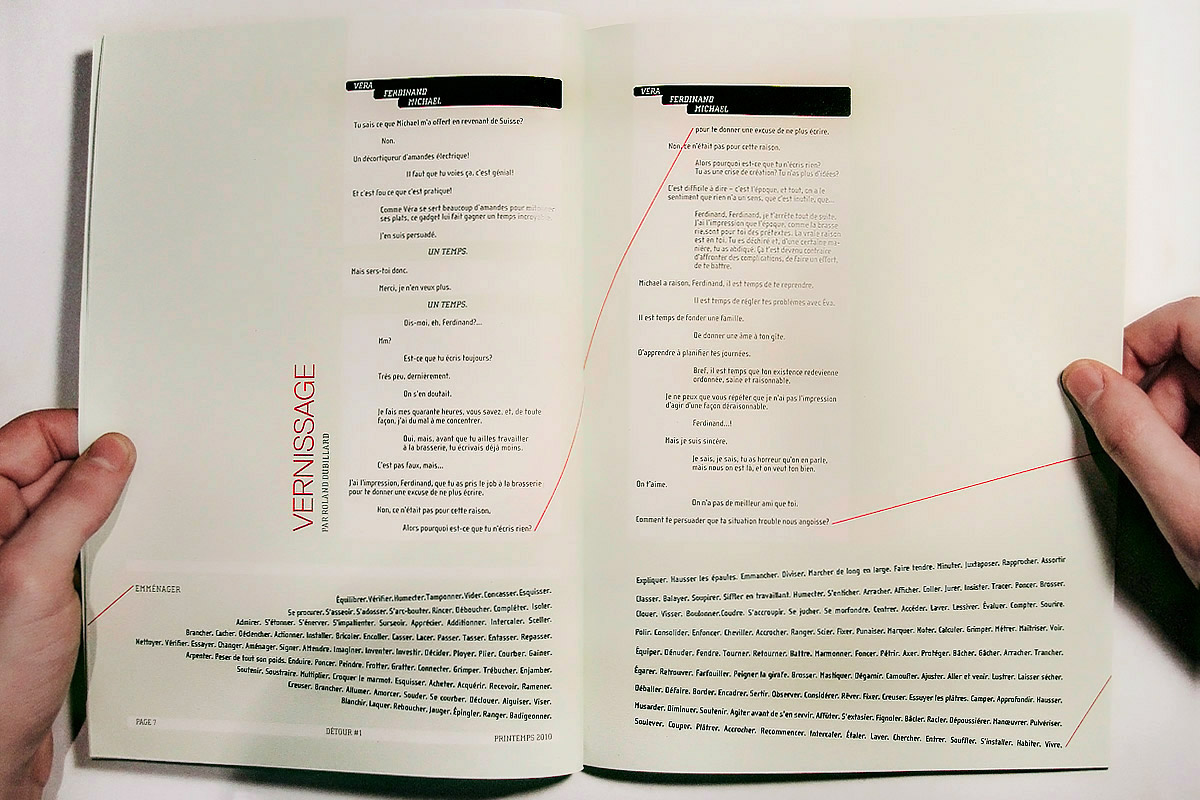 VERA
FERDINAND
MICHAEL
Tu sais ce que Michael m'a offert en revenant de Suisse?
Non.
Un décortiqueur d'amandes électrique!
Il faut que tu voies ça, c'est génial!
Et c'est fou ce que c'est pratique!
Comme Véra se sert beaucoup d'amandes pour mitonner
ses plats, ce gadget lui fait gagner un temps incroyable.
J'en suis persuadé.
UN TEMPS.
Mais sers-toi donc.
Merci, je n'en veux plus.
UN TEMPS.
Dis-moi, eh, Ferdinand?...
Mm?
Est-ce que tu écris toujours?
Très peu, dernièrement.
On s'en doutait.
Je fais mes quarante heures, vous savez, et, de toute
façon, j'ai du mal à me concentrer.
Oui, mais, avant que tu ailles travailler
à la brasserie, tu écrivais déjà moins.
C'est pas faux, mais...
J'ai l'impression, Ferdinand, que tu as pris le job à la brasserie
pour te donner une excuse de ne plus écrire.
Non, ce n'était pas pour cette raison.
Alors pourquoi est-ce que tu n'écris rien?
VERNISSAGE
PAR ROLAND DUBILLARD
EMMÉNAGER
Équilibrer. Vérifier. Humecter. Tamponner. Vider. Concasser. Esquisser.
Se procurer. S'asseoir. S'adosser. S'arc-bouter. Rincer. Déboucher. Compléter. Isoler.
Admirer. S'étonner. S'énerver. S'impatienter. Surseoir. Apprécier. Additionner. Intercaler. Sceller.
Brancher. Cacher. Déclencher. Actionner. Installer. Bricoler. Encoller. Casser. Lacer. Passer. Tasser. Entasser. Repasser.
Nettoyer. Vérifier. Essayer. Changer. Aménager. Signer. Attendre. Imaginer. Inventer. Investir. Décider. Ployer. Plier. Courber. Gainer.
Arpenter. Peser de tout son poids. Enduire. Poncer. Peindre. Frotter. Gratter. Connecter. Grimper. Trébucher. Enjamber.
Soutenir. Soustraire. Multiplier. Croquer le marmot. Esquisser. Acheter. Acquérir. Recevoir. Ramener.
Creuser. Brancher. Allumer. Amorcer. Souder. Se courber. Déclouer. Aiguiser. Viser.
Blanchir. Laquer. Reboucher. Jauger. Épingler. Ranger. Badigeonner.
PAGE 7
DÉTOUR #1
PRINTEMPS 2010
VERA
FERDINAND
MICHAEL
pour te donner une excuse de ne plus écrire.
Non, ce n'était pas pour cette raison.
Alors pourquoi est-ce que tu n'écris rien?
Tu as une crise de création? Tu n'as plus d'idées?
C'est difficile à dire – c'est l'époque, et tout, on a le
sentiment que rien n'a un sens, que c'est inutile, que...
Ferdinand, Ferdinand, je t'arrête tout de suite.
J'ai l'impression que l'époque, comme la brasse
rie,sont pour toi des prétextes. La vraie raison
est en toi. Tu es déchiré et, d'une certaine ma-
nière, tu as abdiqué. Ça t'est devenu contraire
d'affronter des complications, de faire un effort,
de te battre.
Michael a raison, Ferdinand, il est temps de te reprendre.
Il est temps de régler tes problèmes avec Eva.
Il est temps de fonder une famille.
De donner une âme à ton gîte.
D'apprendre à planifier tes journées.
Bref, il est temps que ton existence redevienne
ordonnée, saine et raisonnable.
Je ne peux que vous répéter que je n'ai pas l'impression
d'agir d'une façon déraisonnable.
Ferdinand...!
Mais je suis sincère.
Je sais, je sais, tu as horreur qu'on en parle,
mais nous on est là, et on veut ton bien.
On t'aime.
On n'a pas de meilleur ami que toi.
Comment te persuader que ta situation trouble nous angoisse?
Expliquer. Hausser les épaules. Emmancher. Diviser. Marcher de long en large. Faire tendre. Minuter. Juxtaposer. Rapprocher. Assortir
Classer. Balayer. Soupirer. Siffler en travaillant. Humecter. S'enticher. Arracher. Afficher. Coller. Jurer. Insister. Tracer. Poncer. Brosser.
Clouer. Visser. Boulonner.Coudre. S'accroupir. Se jucher. Se morfondre. Centrer. Accéder. Laver. Lessiver. Évaluer. Compter. Sourire.
Polir. Consolider. Enfoncer. Cheviller. Accrocher. Ranger. Scier. Fixer. Punaiser. Marquer. Noter. Calculer. Grimper. Métrer. Maîtriser. Voir.
Équiper. Dénuder. Fendre. Tourner. Retourner. Battre. Marmonner. Foncer. Pétrir. Axer. Protéger. Bâcher. Gâcher. Arracher. Trancher.
Égarer. Retrouver. Farfouiller. Peigner la girafe. Brosser. Mastiquer. Dégarnir. Camoufler. Ajuster. Aller et venir. Lustrer. Laisser sécher.
Déballer. Défaire. Border. Encadrer. Sertir. Observer. Considérer. Rêver. Fixer. Creuser. Essuyer les plâtres. Camper. Approfondir. Hausser.
Musarder. Diminuer. Soutenir. Agiter avant de s'en servir. Affûter. S'extasier. Fignoler. Bâcler. Racler. Dépoussiérer. Manœuvrer. Pulvériser.
Soulever. Couper. Plâtrer. Accrocher. Recommencer. Intercaler. Étaler. Laver. Chercher. Entrer. Souffler. S'installer. Habiter. Vivre.